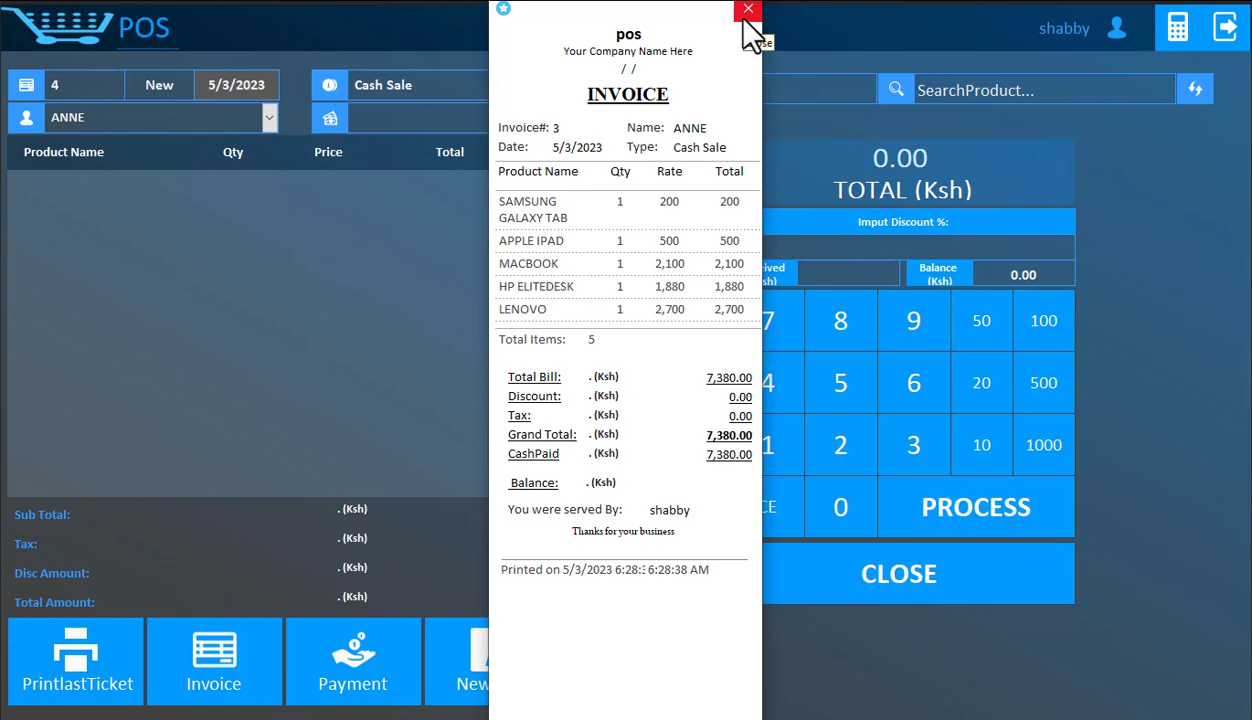 POS
shabby
4 New 5/3/2023 Cash Sale
SearchProduct...
ANNE
Product Name Qty Price Total
0.00
TOTAL (Ksh)
Imput Discount %:
Balance (Ksh) 0.00
7 8 9 50 100
4 5 6 20 500
1 2 3 10 1000
0 PROCESS
CLOSE
Sub Total: . (Ksh)
Tax: . (Ksh)
Disc Amount: . (Ksh)
Total Amount: . (Ksh)
PrintlastTicket Invoice Payment New
pos
Your Company Name Here
/ /
INVOICE
Invoice#: 3 Name: ANNE
Date: 5/3/2023 Type: Cash Sale
Product Name Qty Rate Total
SAMSUNG
GALAXY TAB 1 200 200
APPLE IPAD 1 500 500
MACBOOK 1 2,100 2,100
HP ELITEDESK 1 1,880 1,880
LENOVO 1 2,700 2,700
Total Items: 5
Total Bill: . (Ksh) 7,380.00
Discount: . (Ksh) 0.00
Tax: . (Ksh) 0.00
Grand Total: . (Ksh) 7,380.00
CashPaid . (Ksh) 7,380.00
Balance: . (Ksh)
You were served By: shabby
Thanks for your business
Printed on 5/3/2023 6:28:: 6:28:38 AM